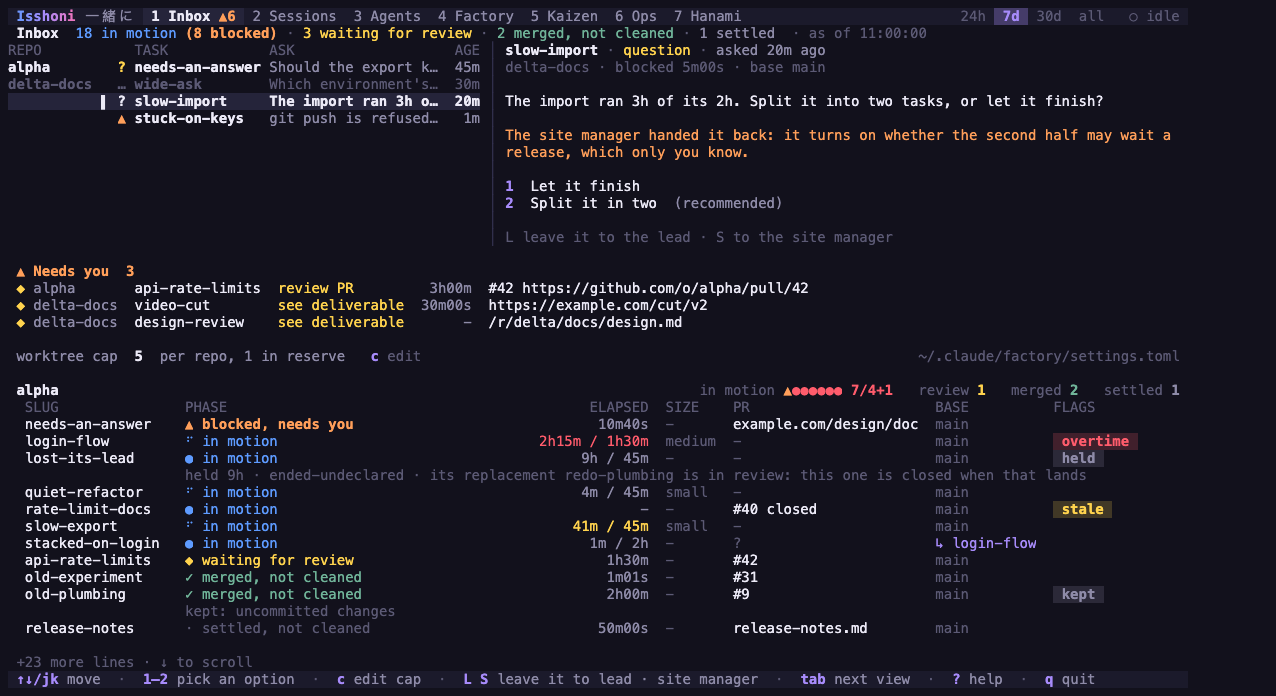 Isshoni 一緒に 1 Inbox ▲6 2 Sessions 3 Agents 4 Factory 5 Kaizen 6 Ops 7 Hanami 24h 7d 30d all ○ idle
Inbox 18 in motion (8 blocked) · 3 waiting for review · 2 merged, not cleaned · 1 settled · as of 11:00:00
REPO TASK ASK AGE
alpha ? needs-an-answer Should the export k… 45m
delta-docs … wide-ask Which environment's… 30m
? slow-import The import ran 3h o… 20m
▲ stuck-on-keys git push is refused… 1m
slow-import · question · asked 20m ago
delta-docs · blocked 5m00s · base main
The import ran 3h of its 2h. Split it into two tasks, or let it finish?
The site manager handed it back: it turns on whether the second half may wait a
release, which only you know.
1 Let it finish
2 Split it in two (recommended)
L leave it to the lead · S to the site manager
▲ Needs you 3
◆ alpha api-rate-limits review PR 3h00m #42 https://github.com/o/alpha/pull/42
◆ delta-docs video-cut see deliverable 30m00s https://example.com/cut/v2
◆ delta-docs design-review see deliverable – /r/delta/docs/design.md
worktree cap 5 per repo, 1 in reserve c edit ~/.claude/factory/settings.toml
alpha in motion ▲●●●●●● 7/4+1 review 1 merged 2 settled 1
SLUG PHASE ELAPSED SIZE PR BASE FLAGS
needs-an-answer ▲ blocked, needs you 10m40s – example.com/design/doc main
login-flow in motion 2h15m / 1h30m medium – main overtime
lost-its-lead ● in motion 9h / 45m – – main held
held 9h · ended-undeclared · its replacement redo-plumbing is in review: this one is closed when that lands
quiet-refactor in motion 4m / 45m small – main
rate-limit-docs ● in motion – – #40 closed main stale
slow-export in motion 41m / 45m small – main
stacked-on-login ● in motion 1m / 2h – ? ↳ login-flow
api-rate-limits ◆ waiting for review 1h30m – #42 main
old-experiment ✓ merged, not cleaned 1m01s – #31 main
old-plumbing ✓ merged, not cleaned 2h00m – #9 main kept
kept: uncommitted changes
release-notes · settled, not cleaned 50m00s – release-notes.md main
+23 more lines · ↓ to scroll
↑↓/jk move · 1–2 pick an option · c edit cap · L S leave it to lead · site manager · tab next view · ? help · q quit